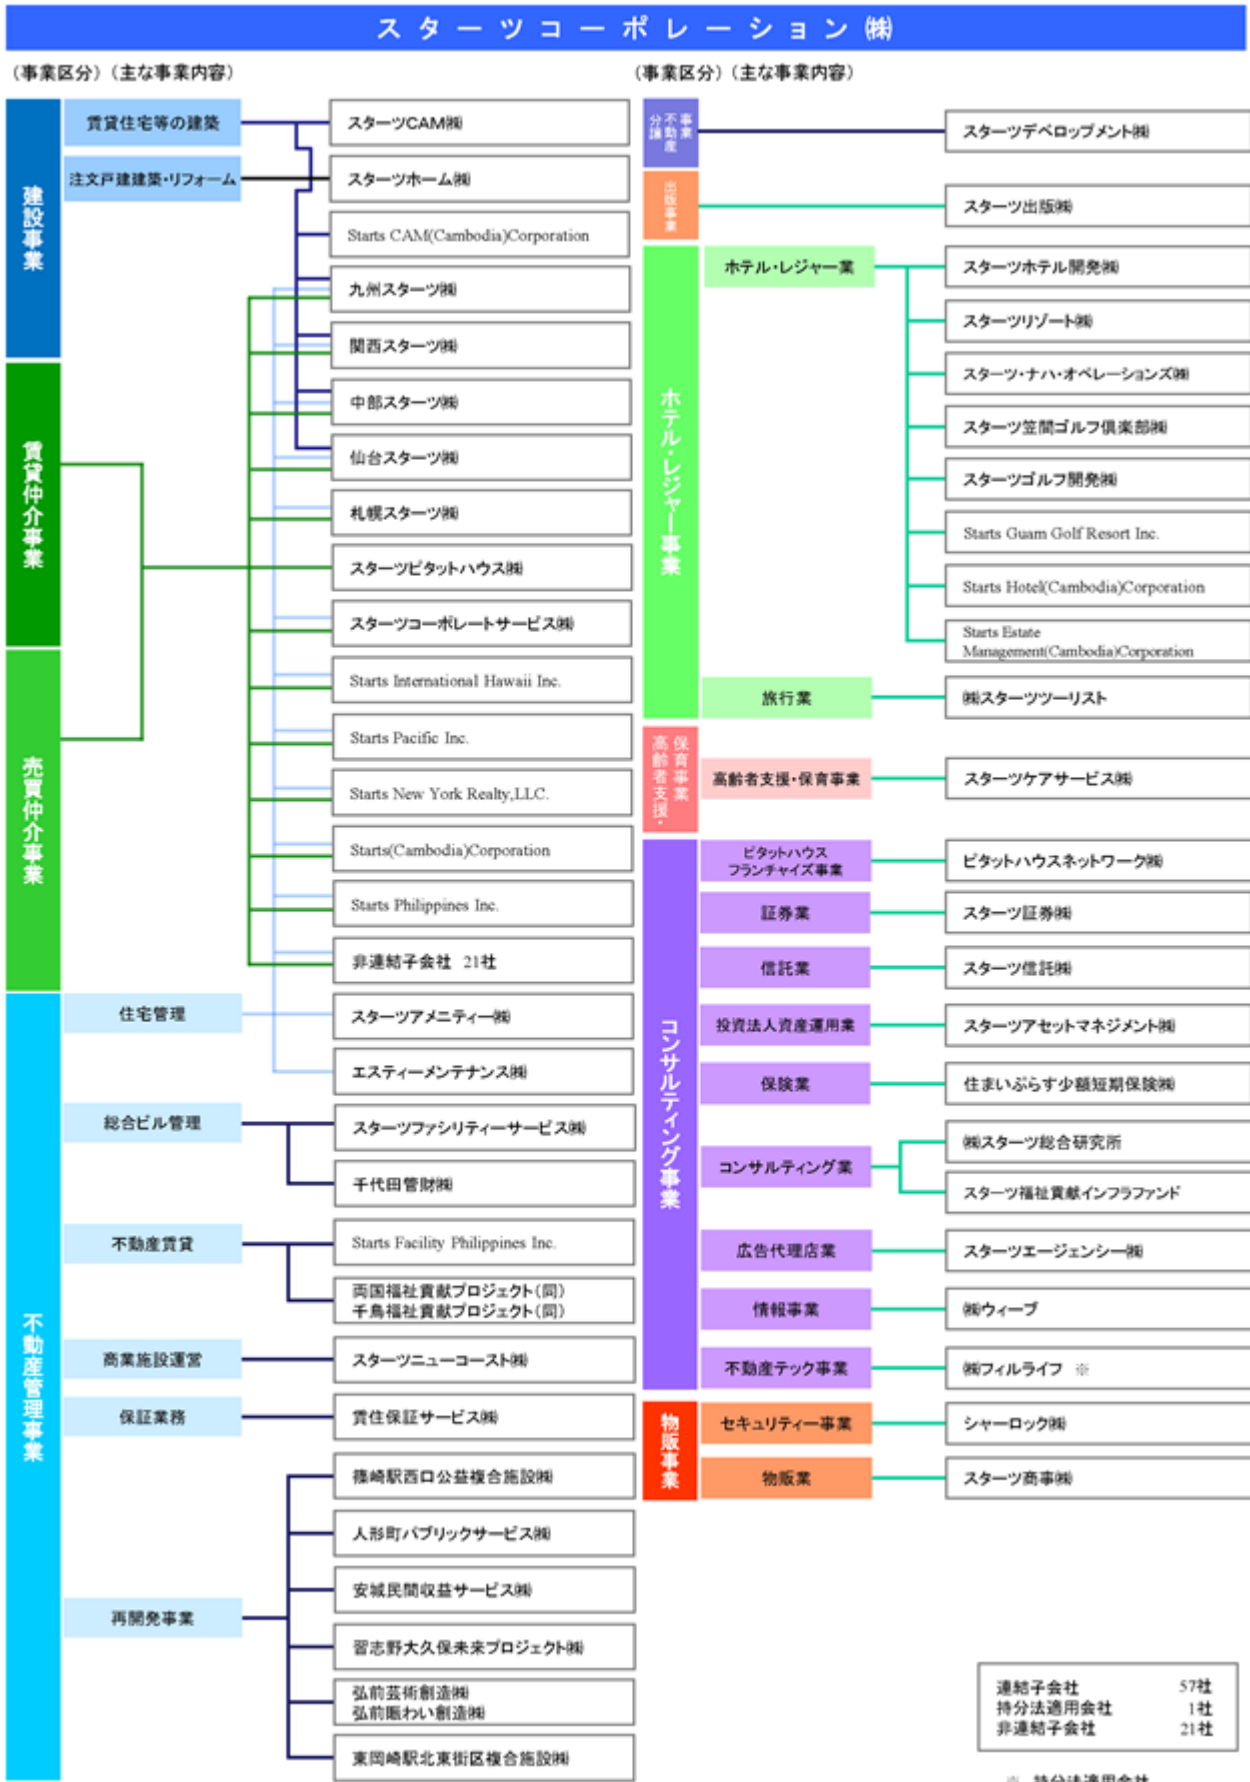 スターツコーポレーション㈱
（事業区分）（主な事業内容）
建設事業
賃貸住宅等の建築
スターツCAM㈱
注文戸建建築・リフォーム
スターツホーム㈱
Starts CAM(Cambodia)Corporation
九州スターツ㈱
関西スターツ㈱
中部スターツ㈱
仙台スターツ㈱
賃貸仲介事業
売買仲介事業
札幌スターツ㈱
スターツピタットハウス㈱
スターツコーポレートサービス㈱
Starts International Hawaii Inc.
Starts Pacific Inc.
Starts New York Realty,LLC.
Starts(Cambodia)Corporation
Starts Philippines Inc.
非連結子会社 21社
不動産管理事業
住宅管理
スターツアメニティー㈱
エスティーメンテナンス㈱
総合ビル管理
スターツファシリティーサービス㈱
千代田管財㈱
不動産賃貸
Starts Facility Philippines Inc.
両国福祉貢献プロジェクト（同）
千鳥福祉貢献プロジェクト（同）
商業施設運営
スターツニューコースト㈱
保証業務
賃住保証サービス㈱
再開発事業
篠崎駅西口公益複合施設㈱
人形町パブリックサービス㈱
安城民間収益サービス㈱
習志野大久保未来プロジェクト㈱
弘前芸術創造㈱
弘前賑わい創造㈱
東岡崎駅北東街区複合施設㈱
（事業区分）（主な事業内容）
事業
不動産
分譲
スターツデベロップメント㈱
出版事業
スターツ出版㈱
ホテル・レジャー事業
ホテル・レジャー業
スターツホテル開発㈱
スターツリゾート㈱
スターツ・ナハ・オペレーションズ㈱
スターツ笠間ゴルフ倶楽部㈱
スターツゴルフ開発㈱
Starts Guam Golf Resort Inc.
Starts Hotel(Cambodia)Corporation
Starts Estate
Management(Cambodia)Corporation
旅行業
㈱スターツツーリスト
保育事業
高齢者支援・
高齢者支援・保育事業
スターツケアサービス㈱
コンサルティング事業
ピタットハウス
フランチャイズ事業
ピタットハウスネットワーク㈱
証券業
スターツ証券㈱
信託業
スターツ信託㈱
投資法人資産運用業
スターツアセットマネジメント㈱
保険業
住まいぷらす少額短期保険㈱
コンサルティング業
㈱スターツ総合研究所
スターツ福祉貢献インフラファンド
広告代理店業
スターツエージェンシー㈱
情報事業
㈱ウィーブ
不動産テック事業
㈱フィルライフ ※
物販事業
セキュリティー事業
シャーロック㈱
物販業
スターツ商事㈱
連結子会社 57社
持分法適用会社 1社
非連結子会社 21社
※ 持分法適用会社